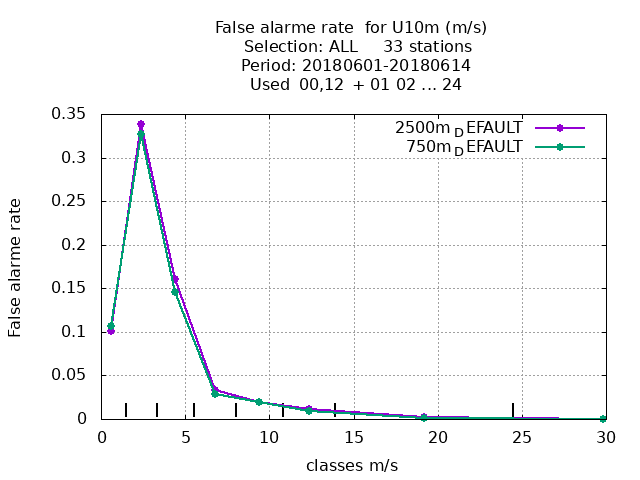 False alarme rate  for U10m (m/s)
Selection: ALL     33 stations
Period: 20180601-20180614
Used  00,12  + 01 02 ... 24
0.35
2500m_DEFAULT
750m_DEFAULT
0.3
0.25
0.2
0.15
0.1
0.05
0
False alarme rate
0 5 10 15 20 25 30
classes m/s